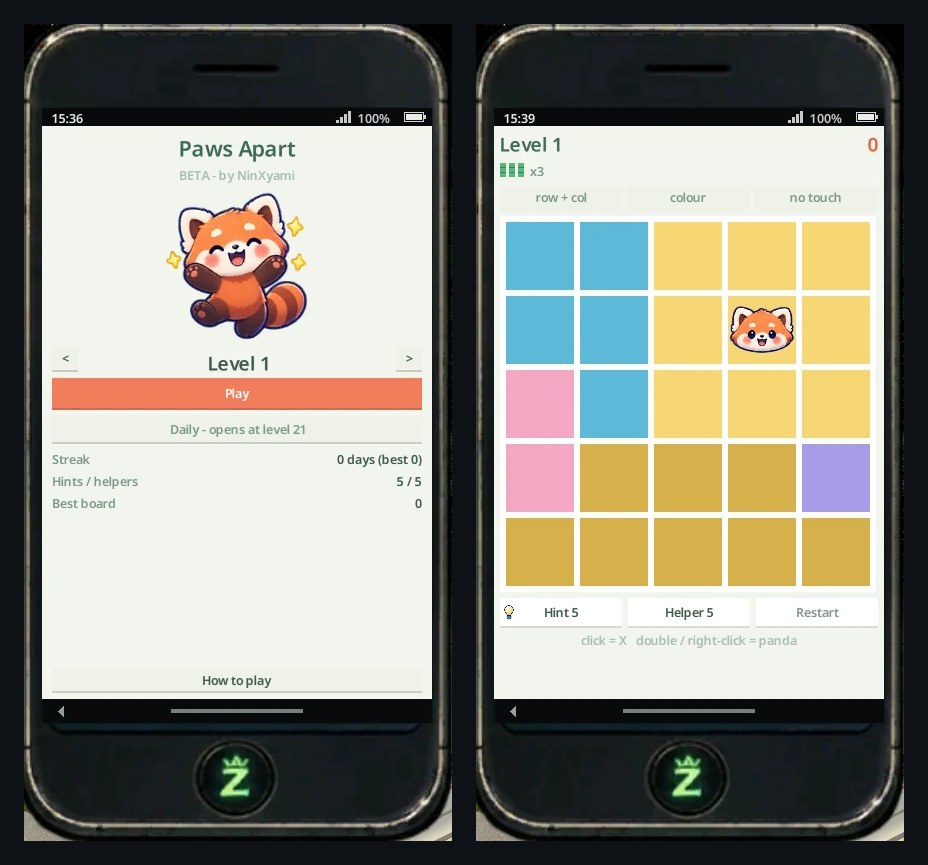 15:36
100%
Paws Apart
BETA - by NinXyami
<
Level 1
>
Play
Daily - opens at level 21
Streak
0 days (best 0)
Hints / helpers
5 / 5
Best board
0
How to play
Z
15:39
100%
Level 1
0
x3
row + col
colour
no touch
Hint 5
Helper 5
Restart
click = X double / right-click = panda
Z